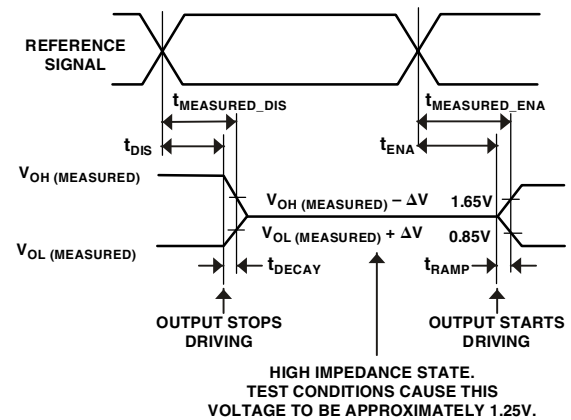 REFERENCE
SIGNAL
tMEASURED_DIS
tMEASURED_ENA
tDIS
tENA
VOH (MEASURED)
VOH (MEASURED) – ΔV
1.65V
VOL (MEASURED) + ΔV
0.85V
VOL (MEASURED)
tDECAY
tRAMP
OUTPUT STOPS
DRIVING
OUTPUT STARTS
DRIVING
HIGH IMPEDANCE STATE.
TEST CONDITIONS CAUSE THIS
VOLTAGE TO BE APPROXIMATELY 1.25V.